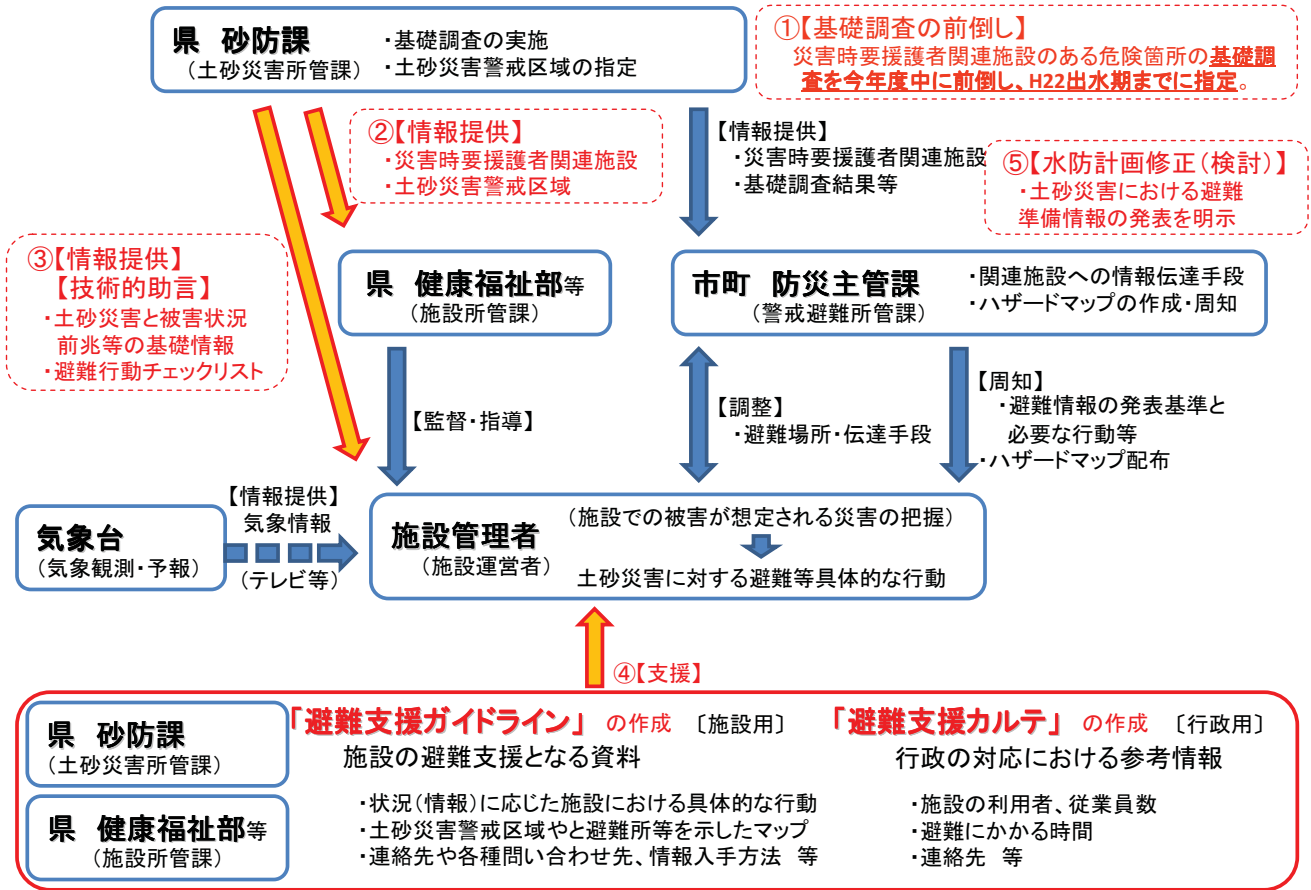 県 砂防課
（土砂災害所管課）
・基礎調査の実施
・土砂災害警戒区域の指定
①【基礎調査の前倒し】
災害時要援護者関連施設のある危険箇所の基礎調
査を今年度中に前倒し、H22出水期までに指定。
②【情報提供】
・災害時要援護者関連施設
・土砂災害警戒区域
【情報提供】
・災害時要援護者関連施設
・基礎調査結果等
⑤【水防計画修正（検討）】
・土砂災害における避難
準備情報の発表を明示
③【情報提供】
【技術的助言】
・土砂災害と被害状況
前兆等の基礎情報
・避難行動チェックリスト
県 健康福祉部等
（施設所管課）
市町 防災主管課
（警戒避難所管課）
・関連施設への情報伝達手段
・ハザードマップの作成・周知
【監督・指導】
【調整】
・避難場所・伝達手段
【周知】
・避難情報の発表基準と
必要な行動等
・ハザードマップ配布
気象台
（気象観測・予報）
【情報提供】
気象情報
（テレビ等）
施設管理者
（施設運営者）
（施設での被害が想定される災害の把握）
土砂災害に対する避難等具体的な行動
④【支援】
県 砂防課
（土砂災害所管課）
県 健康福祉部等
（施設所管課）
「避難支援ガイドライン」 の作成 〔施設用〕
施設の避難支援となる資料
・状況（情報）に応じた施設における具体的な行動
・土砂災害警戒区域やと避難所等を示したマップ
・連絡先や各種問い合わせ先、情報入手方法 等
「避難支援カルテ」 の作成 〔行政用〕
行政の対応における参考情報
・施設の利用者、従業員数
・避難にかかる時間
・連絡先 等